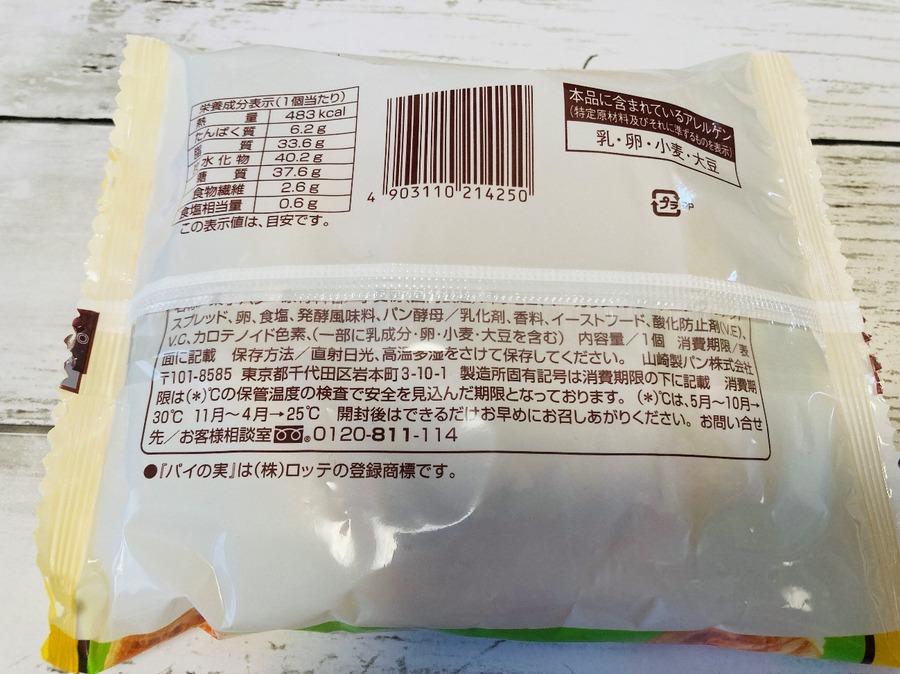 栄養成分表示(1個当たり)
熱量 483kcal
たんぱく質 6.2g
脂質 33.6g
水化物 40.2g
糖質 37.6g
食物繊維 2.6g
食塩相当量 0.6g
この表示値は、目安です。
4 903110 214250
本品に含まれているアレルゲン
(特定原材料及びそれに準ずるものを表示)
乳・卵・小麦・大豆
プラ PP
スプレッド、卵、食塩、発酵風味料、パン酵母/乳化剤、香料、イーストフード、酸化防止剤(V.E)、
V.C、カロテノイド色素、(一部に乳成分・卵・小麦・大豆を含む) 内容量/1個 消費期限/表
面に記載 保存方法/直射日光、高温多湿をさけて保存してください。 山崎製パン株式会社
〒101-8585 東京都千代田区岩本町3-10-1 製造所固有記号は消費期限の下に記載 消費期
限は(*)℃の保管温度の検査で安全を見込んだ期限となっております。(*)℃は、5月~10月→
30℃ 11月~4月→25℃ 開封後はできるだけお早めにお召しあがりください。お問い合せ
先/お客様相談室 0120-811-114
●『パイの実』は(株)ロッテの登録商標です。